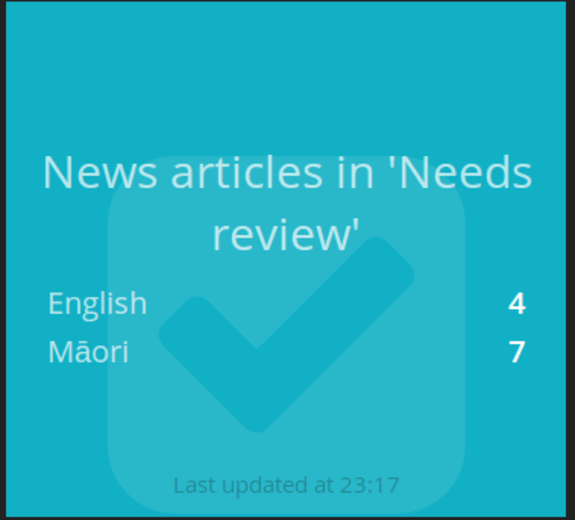 News articles in 'Needs
review'
English 4
Māori 7
Last updated at 23:17